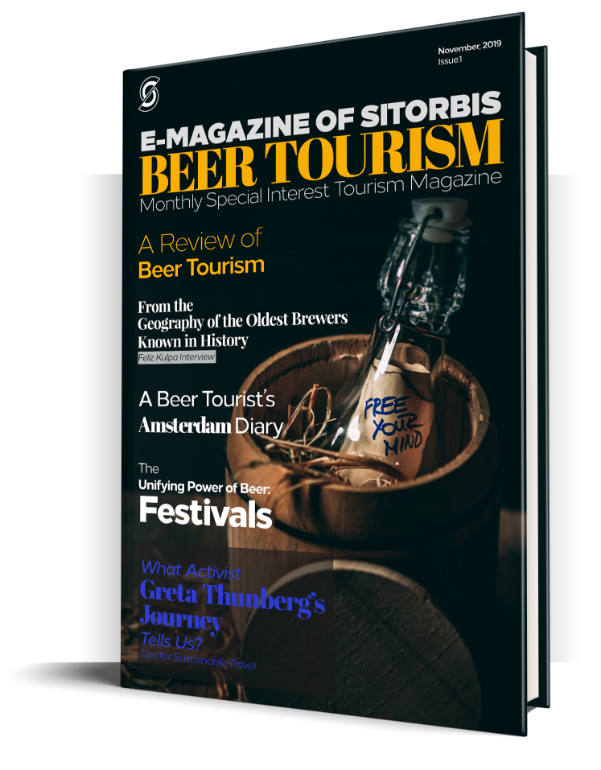 November, 2019
Issue:1
E-MAGAZINE OF SITORBIS
BEER TOURISM
Monthly Special Interest Tourism Magazine
A Review of
Beer Tourism
From the
Geography of the Oldest Brewers
Known in History
Feliz Kulpa Interview
A Beer Tourist's
Amsterdam Diary
The
Unifying Power of Beer:
Festivals
FREE
YOUR
MIND
What Activist
Greta Thunberg's
Journey
Tells Us?
Tips for Sustainable Travel